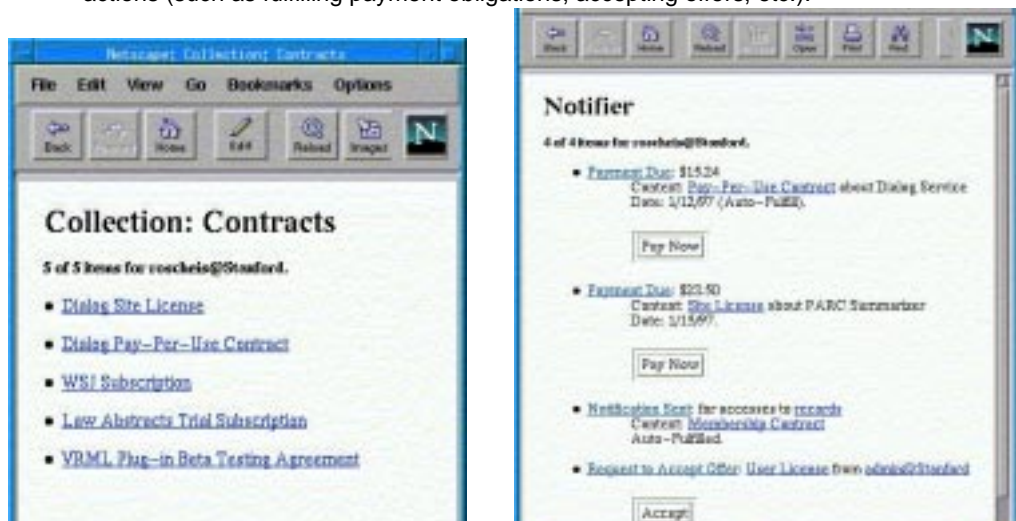 actions (such as fulfilling payment obligations, accepting offers, etc.).
Netscape: Collection: Contracts
File Edit View Go Bookmarks Options
Back Home Edit Reload Images
N
Collection: Contracts
5 of 5 items for roscheis@Stanford.
• Dialog Site License
• Dialog Pay-Per-Use Contract
• WSJ Subscription
• Law Abstracts Trial Subscription
• VRML Plug-in Beta Testing Agreement
Back Home Reload Open Print Find
N
Notifier
4 of 4 items for roscheis@Stanford.
• Payment Due: $15.24
Context: Pay-Per-Use Contract about Dialog Service
Date: 1/12/97 (Auto-Fulfill).
Pay Now
• Payment Due: $23.50
Context: Site License about PARC Summarizer
Date: 1/15/97.
Pay Now
• Notification Sent: for accesses to records
Context: Membership Contract
Auto-Fulfilled.
• Request to Accept Offer: User License from admin@Stanford
Accept